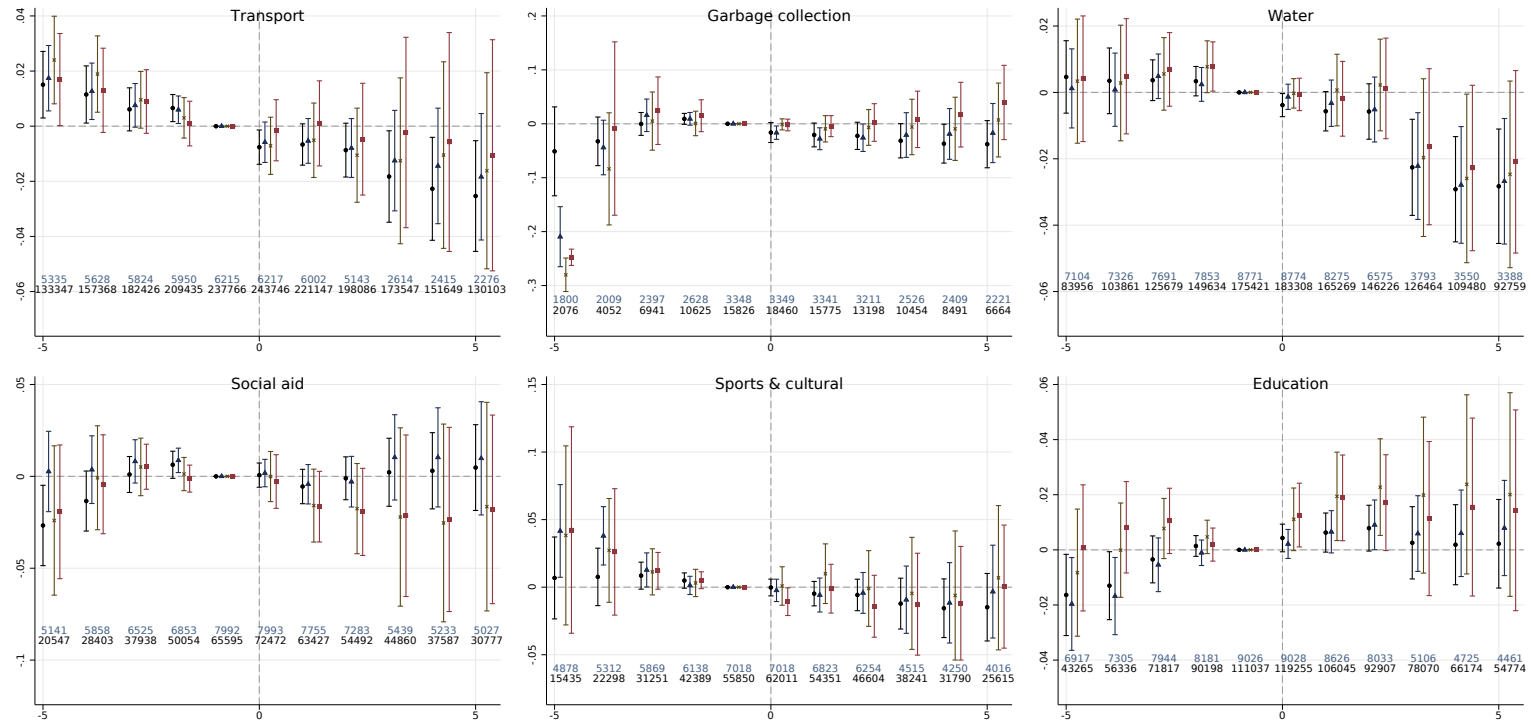 Transport
.04
.02
0
-.02
-.04
-.06
5335 5628 5824 5950 6215 6217 6002 5143 2614 2415 2276
133347 157368 182426 209435 237766 243746 221147 198086 173547 151649 130103
-5 0 5
Garbage collection
.2
.1
0
-.1
-.2
-.3
1800 2009 2397 2628 3348 3349 3341 3211 2526 2409 2221
2076 4052 6941 10625 15826 18460 15775 13198 10454 8491 6664
-5 0 5
Water
.02
0
-.02
-.04
-.06
7104 7326 7691 7853 8771 8774 8275 6575 3793 3550 3388
83956 103861 125679 149634 175421 183308 165269 146226 126464 109480 92759
-5 0 5
Social aid
.05
0
-.05
-.1
5141 5858 6525 6853 7992 7993 7755 7283 5439 5233 5027
20547 28403 37938 50054 65595 72472 63427 54492 44860 37587 30777
-5 0 5
Sports & cultural
.15
.1
.05
0
-.05
4878 5312 5869 6138 7018 7018 6823 6254 4515 4250 4016
15435 22298 31251 42389 55850 62011 54351 46604 38241 31790 25615
-5 0 5
Education
.06
.04
.02
0
-.02
-.04
6917 7305 7944 8181 9026 9028 8626 8033 5106 4725 4461
43265 56336 71817 90198 111037 119255 106045 92907 78070 66174 54774
-5 0 5